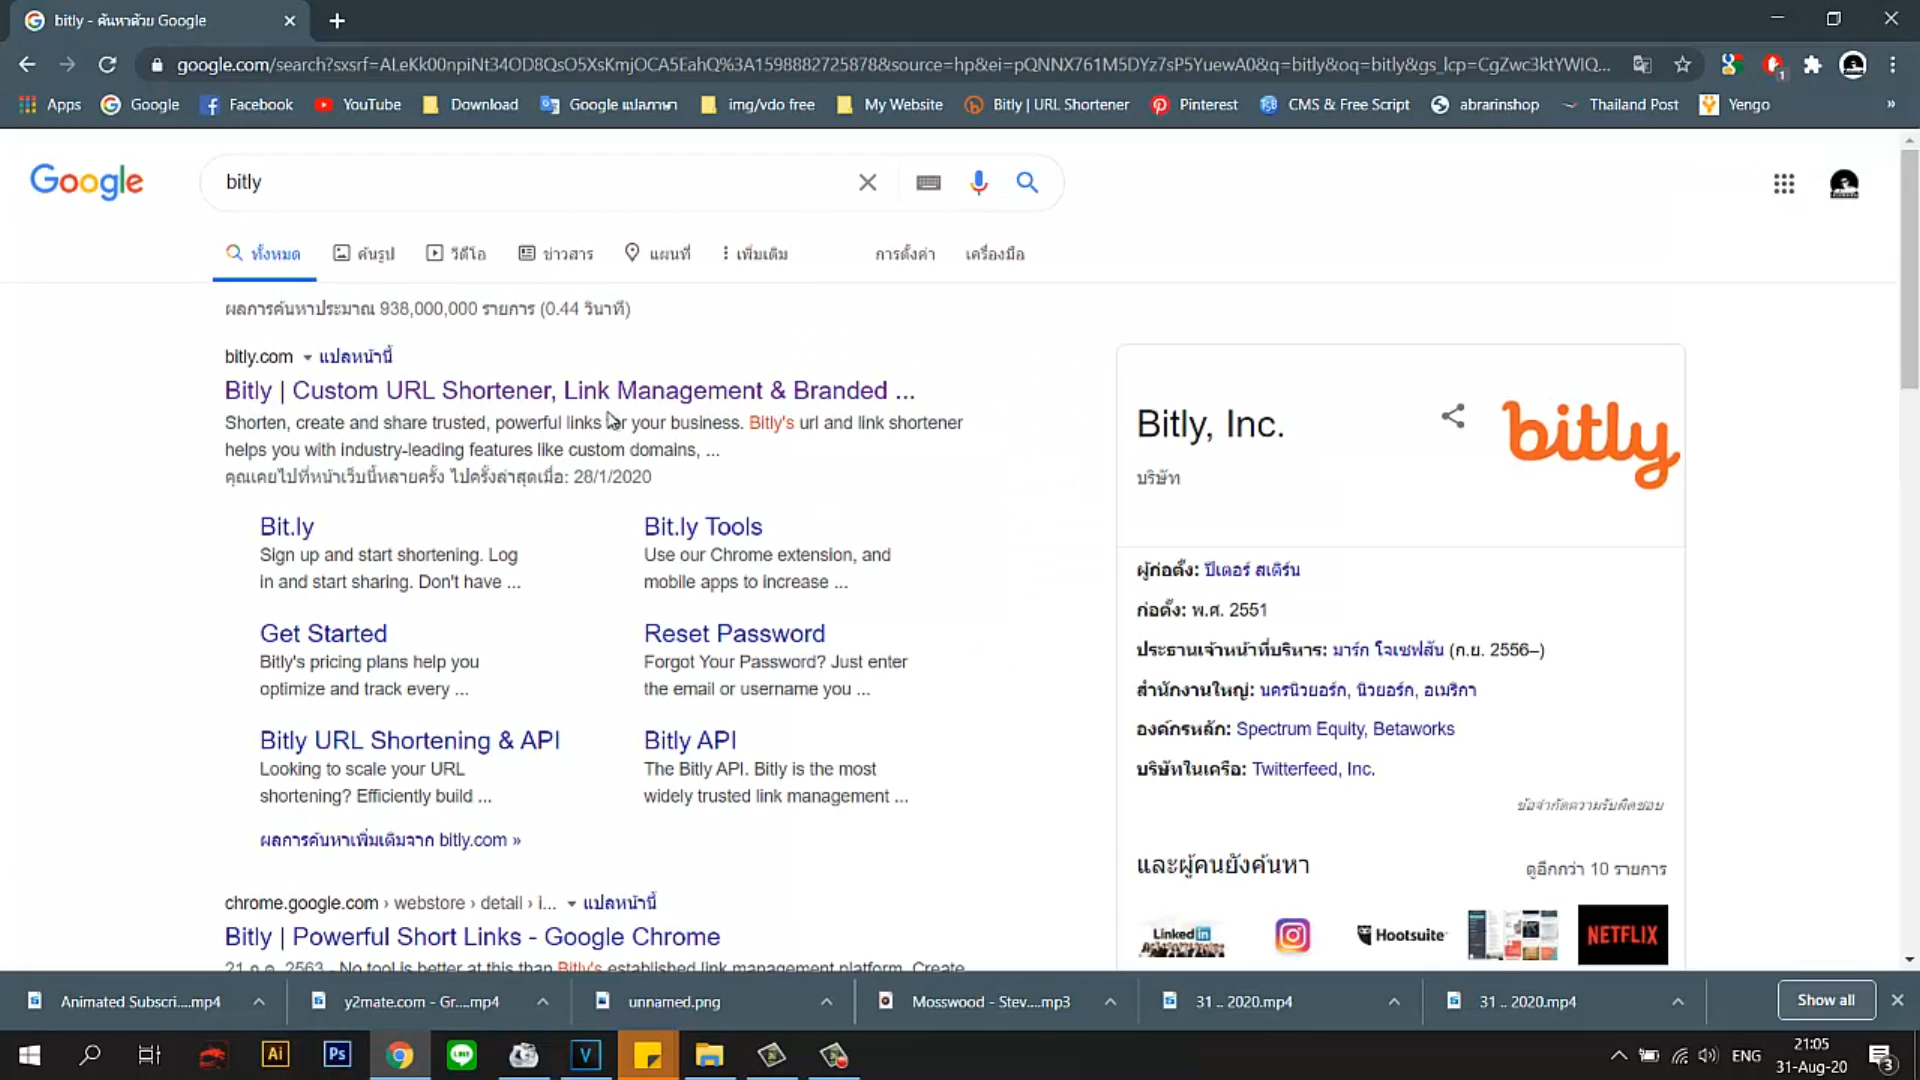 bitly - ค้นหาด้วย Google
google.com/search?sxsrf=ALeKk00npiNt34OD8QsO5XsKmjOCA5EahQ%3A1598882725878&source=hp&ei=pQNNX761M5DYz7sP5YuewA0&q=bitly&oq=bitly&gs_lcp=CgZwc3ktYWIQ...
Apps Google Facebook YouTube Download Google แปลภาษา img/vdo free My Website Bitly | URL Shortener Pinterest CMS & Free Script abrarinshop Thailand Post Yengo »
Google bitly
ทั้งหมด ค้นรูป วิดีโอ ข่าวสาร แผนที่ เพิ่มเติม การตั้งค่า เครื่องมือ
ผลการค้นหาประมาณ 938,000,000 รายการ (0.44 วินาที)
bitly.com แปลหน้านี้
Bitly | Custom URL Shortener, Link Management & Branded ...
Shorten, create and share trusted, powerful links for your business. Bitly's url and link shortener
helps you with industry-leading features like custom domains, ...
คุณเคยไปที่หน้าเว็บนี้หลายครั้ง ไปครั้งล่าสุดเมื่อ: 28/1/2020
Bit.ly
Sign up and start shortening. Log
in and start sharing. Don't have ...
Bit.ly Tools
Use our Chrome extension, and
mobile apps to increase ...
Get Started
Bitly's pricing plans help you
optimize and track every ...
Reset Password
Forgot Your Password? Just enter
the email or username you ...
Bitly URL Shortening & API
Looking to scale your URL
shortening? Efficiently build ...
Bitly API
The Bitly API. Bitly is the most
widely trusted link management ...
ผลการค้นหาเพิ่มเติมจาก bitly.com »
chrome.google.com › webstore › detail › i... แปลหน้านี้
Bitly | Powerful Short Links - Google Chrome
21 ก.ค. 2563 - No tool is better at this than Bitly's established link management platform. Create
Bitly, Inc.
บริษัท
bitly
ผู้ก่อตั้ง: ปีเตอร์ สเติร์น
ก่อตั้ง: พ.ศ. 2551
ประธานเจ้าหน้าที่บริหาร: มาร์ก โจเซฟสัน (ก.ย. 2556–)
สำนักงานใหญ่: นครนิวยอร์ก, นิวยอร์ก, อเมริกา
องค์กรหลัก: Spectrum Equity, Betaworks
บริษัทในเครือ: Twitterfeed, Inc.
ข้อจำกัดความรับผิดชอบ
และผู้คนยังค้นหา ดูอีกกว่า 10 รายการ
Linked in Hootsuite NETFLIX
Animated Subscri....mp4 y2mate.com - Gr....mp4 unnamed.png Mosswood - Stev....mp3 31 .. 2020.mp4 31 .. 2020.mp4 Show all
Ai Ps LINE V ENG 21:05
31-Aug-20 3